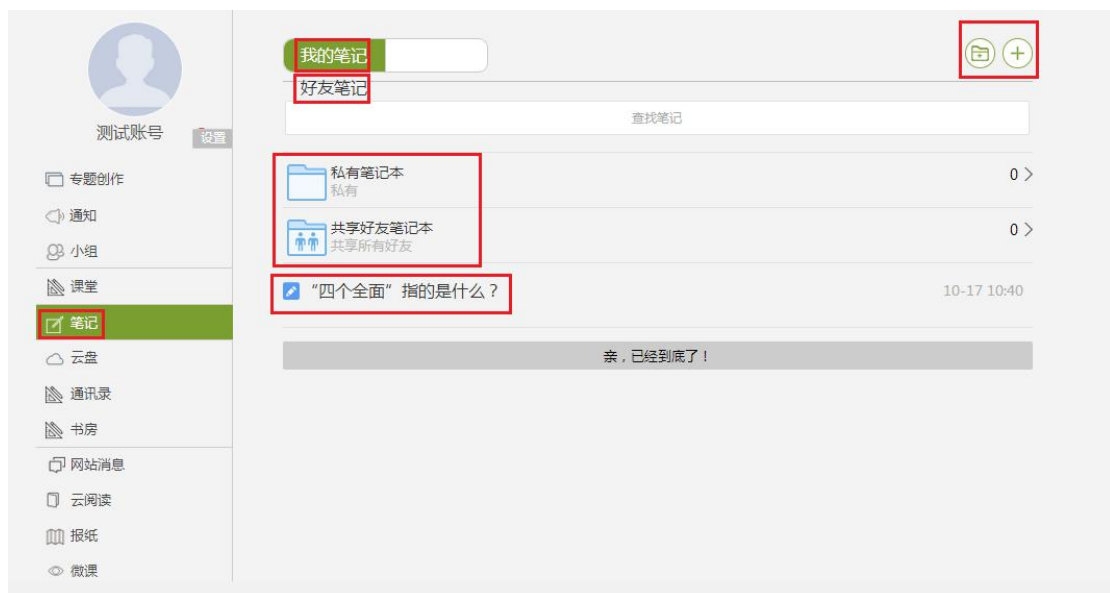 测试账号
设置
专题创作
通知
小组
课堂
笔记
云盘
通讯录
书房
网站消息
云阅读
报纸
微课
我的笔记
好友笔记
查找笔记
私有笔记本 0
私有
共享好友笔记本 0
共享所有好友
“四个全面”指的是什么? 10-17 10:40
亲,已经到底了!